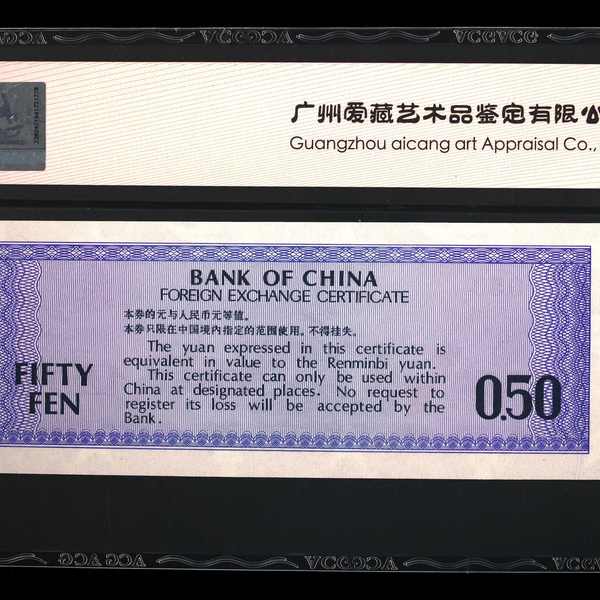 VCGVCG
广州爱藏艺术品鉴定有限公
Guangzhou aicang art Appraisal Co.,
BANK OF CHINA
FOREIGN EXCHANGE CERTIFICATE
本券的元与人民币元等值。
本券只限在中国境内指定的范围使用。不得挂失。
The yuan expressed in this certificate is
equivalent in value to the Renminbi yuan.
This certificate can only be used within
China at designated places. No request to
register its loss will be accepted by the
Bank.
FIFTY
FEN
0.50